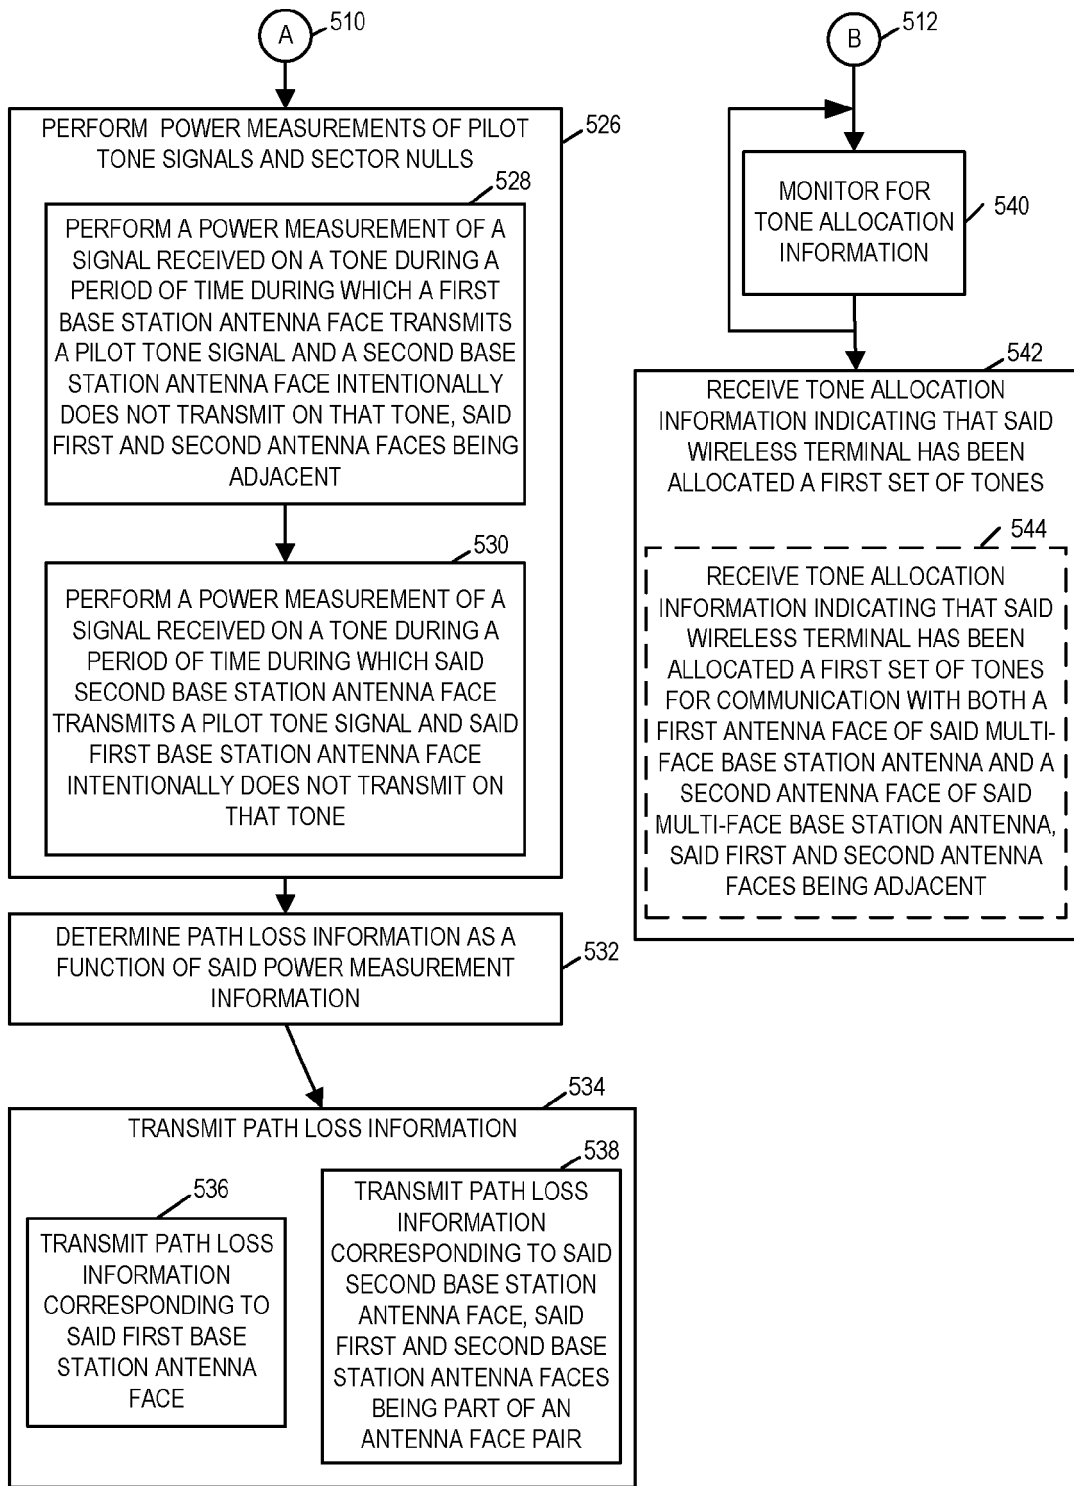 A
510
PERFORM POWER MEASUREMENTS OF PILOT
TONE SIGNALS AND SECTOR NULLS
526
528
PERFORM A POWER MEASUREMENT OF A
SIGNAL RECEIVED ON A TONE DURING A
PERIOD OF TIME DURING WHICH A FIRST
BASE STATION ANTENNA FACE TRANSMITS
A PILOT TONE SIGNAL AND A SECOND BASE
STATION ANTENNA FACE INTENTIONALLY
DOES NOT TRANSMIT ON THAT TONE, SAID
FIRST AND SECOND ANTENNA FACES BEING
ADJACENT
530
PERFORM A POWER MEASUREMENT OF A
SIGNAL RECEIVED ON A TONE DURING A
PERIOD OF TIME DURING WHICH SAID
SECOND BASE STATION ANTENNA FACE
TRANSMITS A PILOT TONE SIGNAL AND SAID
FIRST BASE STATION ANTENNA FACE
INTENTIONALLY DOES NOT TRANSMIT ON
THAT TONE
DETERMINE PATH LOSS INFORMATION AS A
FUNCTION OF SAID POWER MEASUREMENT
INFORMATION
532
534
TRANSMIT PATH LOSS INFORMATION
536
TRANSMIT PATH LOSS
INFORMATION
CORRESPONDING TO
SAID FIRST BASE
STATION ANTENNA
FACE
538
TRANSMIT PATH LOSS
INFORMATION
CORRESPONDING TO SAID
SECOND BASE STATION
ANTENNA FACE, SAID
FIRST AND SECOND BASE
STATION ANTENNA FACES
BEING PART OF AN
ANTENNA FACE PAIR
B
512
MONITOR FOR
TONE ALLOCATION
INFORMATION
540
542
RECEIVE TONE ALLOCATION
INFORMATION INDICATING THAT SAID
WIRELESS TERMINAL HAS BEEN
ALLOCATED A FIRST SET OF TONES
544
RECEIVE TONE ALLOCATION
INFORMATION INDICATING THAT SAID
WIRELESS TERMINAL HAS BEEN
ALLOCATED A FIRST SET OF TONES
FOR COMMUNICATION WITH BOTH A
FIRST ANTENNA FACE OF SAID MULTI-
FACE BASE STATION ANTENNA AND A
SECOND ANTENNA FACE OF SAID
MULTI-FACE BASE STATION ANTENNA,
SAID FIRST AND SECOND ANTENNA
FACES BEING ADJACENT